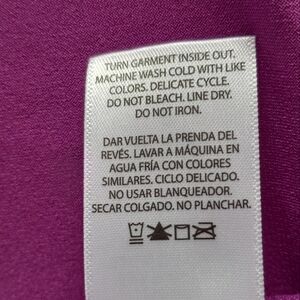 TURN GARMENT INSIDE OUT.
MACHINE WASH COLD WITH LIKE
COLORS. DELICATE CYCLE.
DO NOT BLEACH. LINE DRY.
DO NOT IRON.
DAR VUELTA LA PRENDA DEL
REVÉS. LAVAR A MÁQUINA EN
AGUA FRÍA CON COLORES
SIMILARES. CICLO DELICADO.
NO USAR BLANQUEADOR.
SECAR COLGADO. NO PLANCHAR.